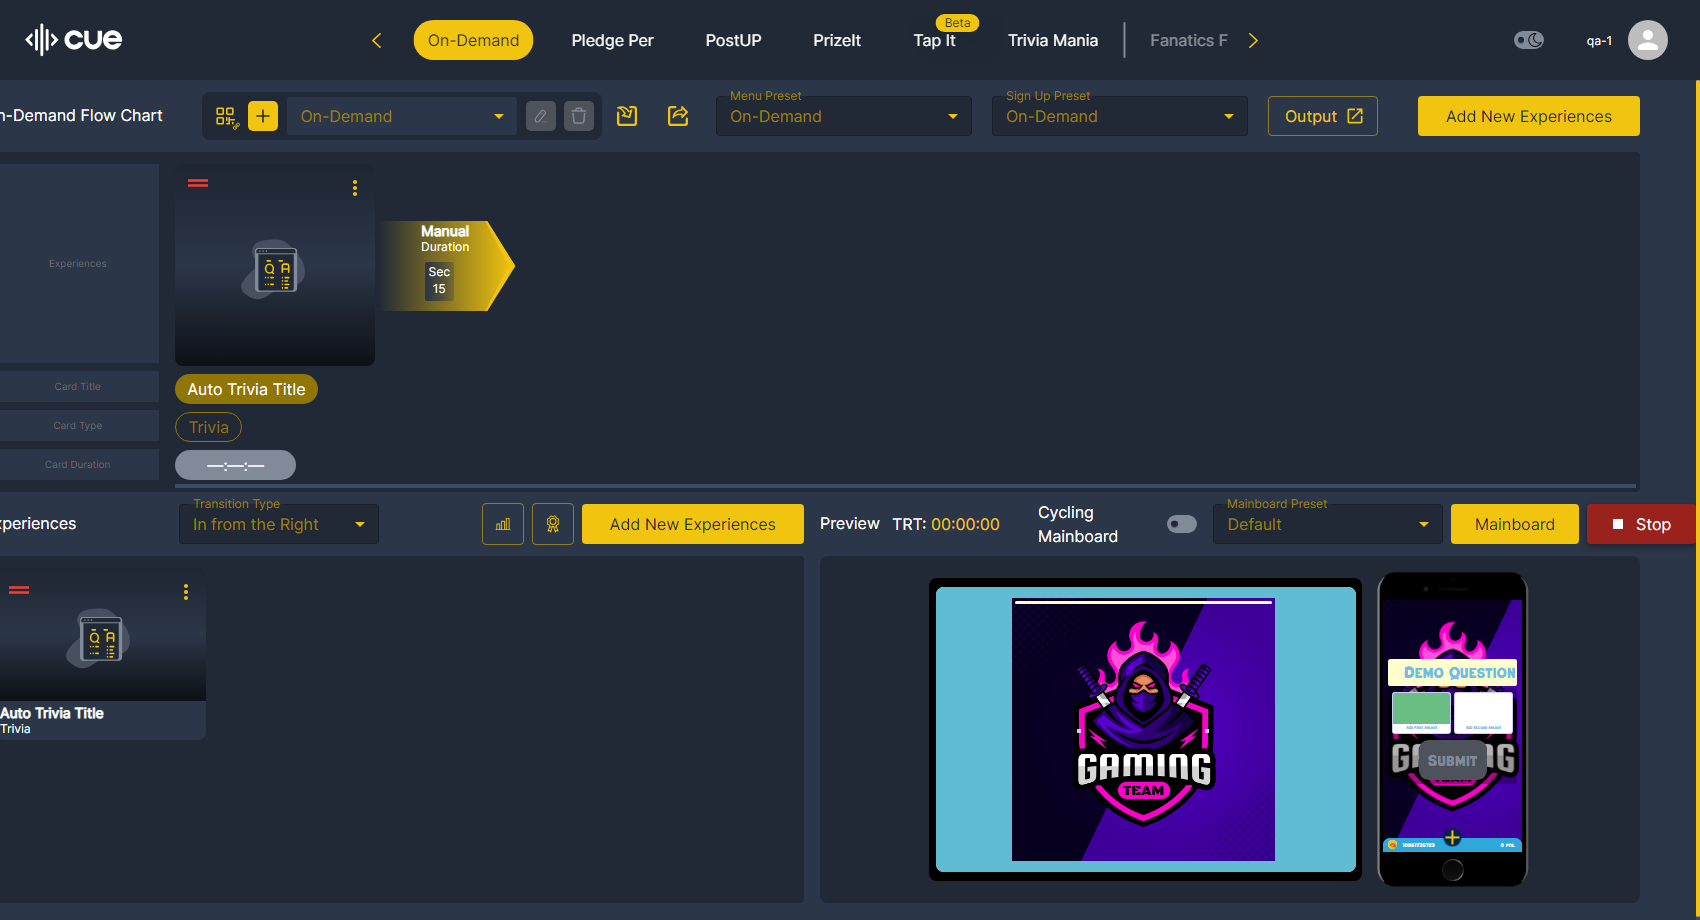 cue
On-Demand
Pledge Per
PostUP
PrizeIt
Beta
Tap It
Trivia Mania
Fanatics F
qa-1
n-Demand Flow Chart
On-Demand
Menu Preset
On-Demand
Sign Up Preset
On-Demand
Output
Add New Experiences
Experiences
Manual
Duration
Sec
15
Card Title
Auto Trivia Title
Card Type
Trivia
Card Duration
—:—:—
xperiences
Transition Type
In from the Right
Add New Experiences
Preview
TRT: 00:00:00
Cycling
Mainboard
Mainboard Preset
Default
Mainboard
Stop
Q A
Auto Trivia Title
Trivia
GAMING
TEAM
Demo Question
Submit
0 PTS.